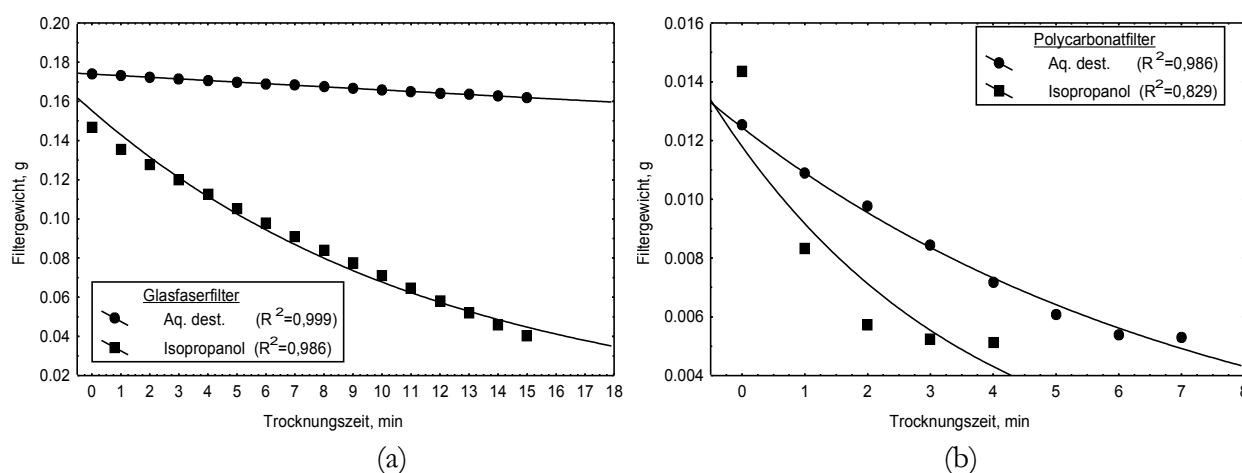 0.20
0.18
0.16
0.14
0.12
0.10
0.08
0.06
0.04
0.02
Filtergewicht, g
Glasfaserfilter
Aq. dest. (R²=0,999)
Isopropanol (R²=0,986)
0 1 2 3 4 5 6 7 8 9 10 11 12 13 14 15 16 17 18
Trocknungszeit, min
(a)
0.016
0.014
0.012
0.010
0.008
0.006
0.004
Filtergewicht, g
Polycarbonatfilter
Aq. dest. (R²=0,986)
Isopropanol (R²=0,829)
0 1 2 3 4 5 6 7 8
Trocknungszeit, min
(b)